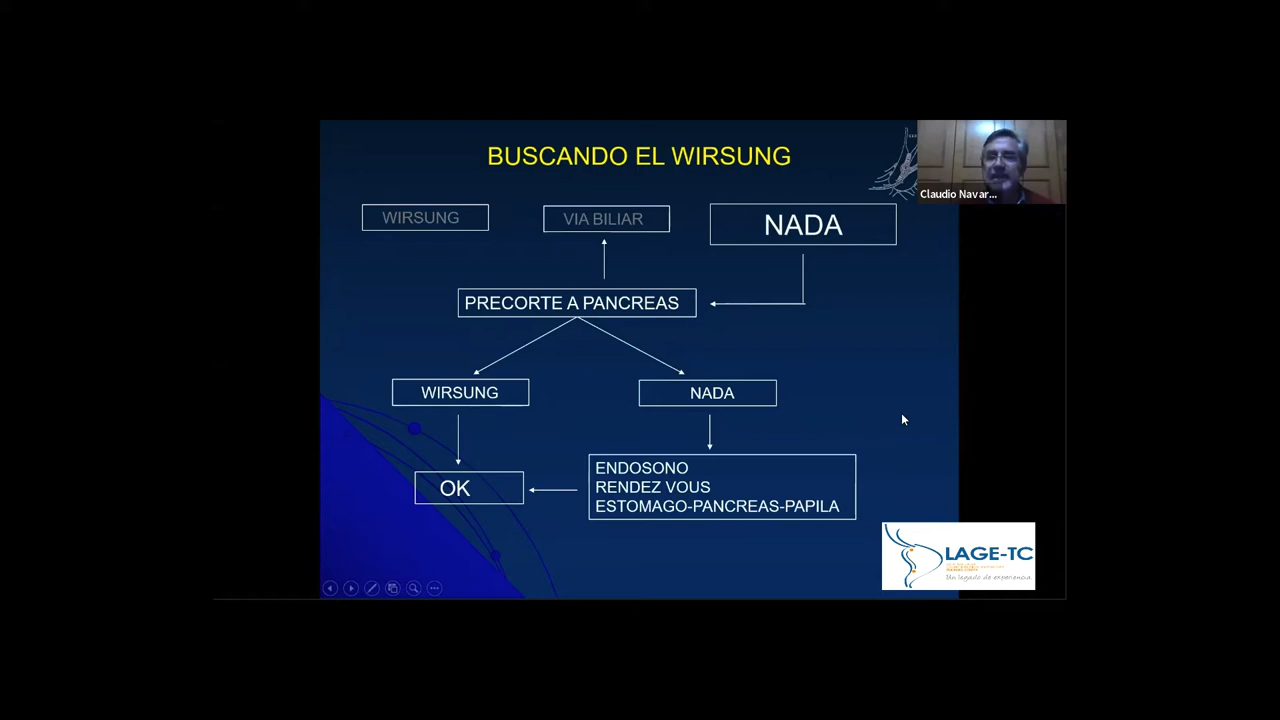 BUSCANDO EL WIRSUNG
Claudio Navar...
WIRSUNG
VIA BILIAR
NADA
PRECORTE A PANCREAS
WIRSUNG
NADA
OK
ENDOSONO
RENDEZ VOUS
ESTOMAGO-PANCREAS-PAPILA
LAGE-TC
Un legado de experiencia.